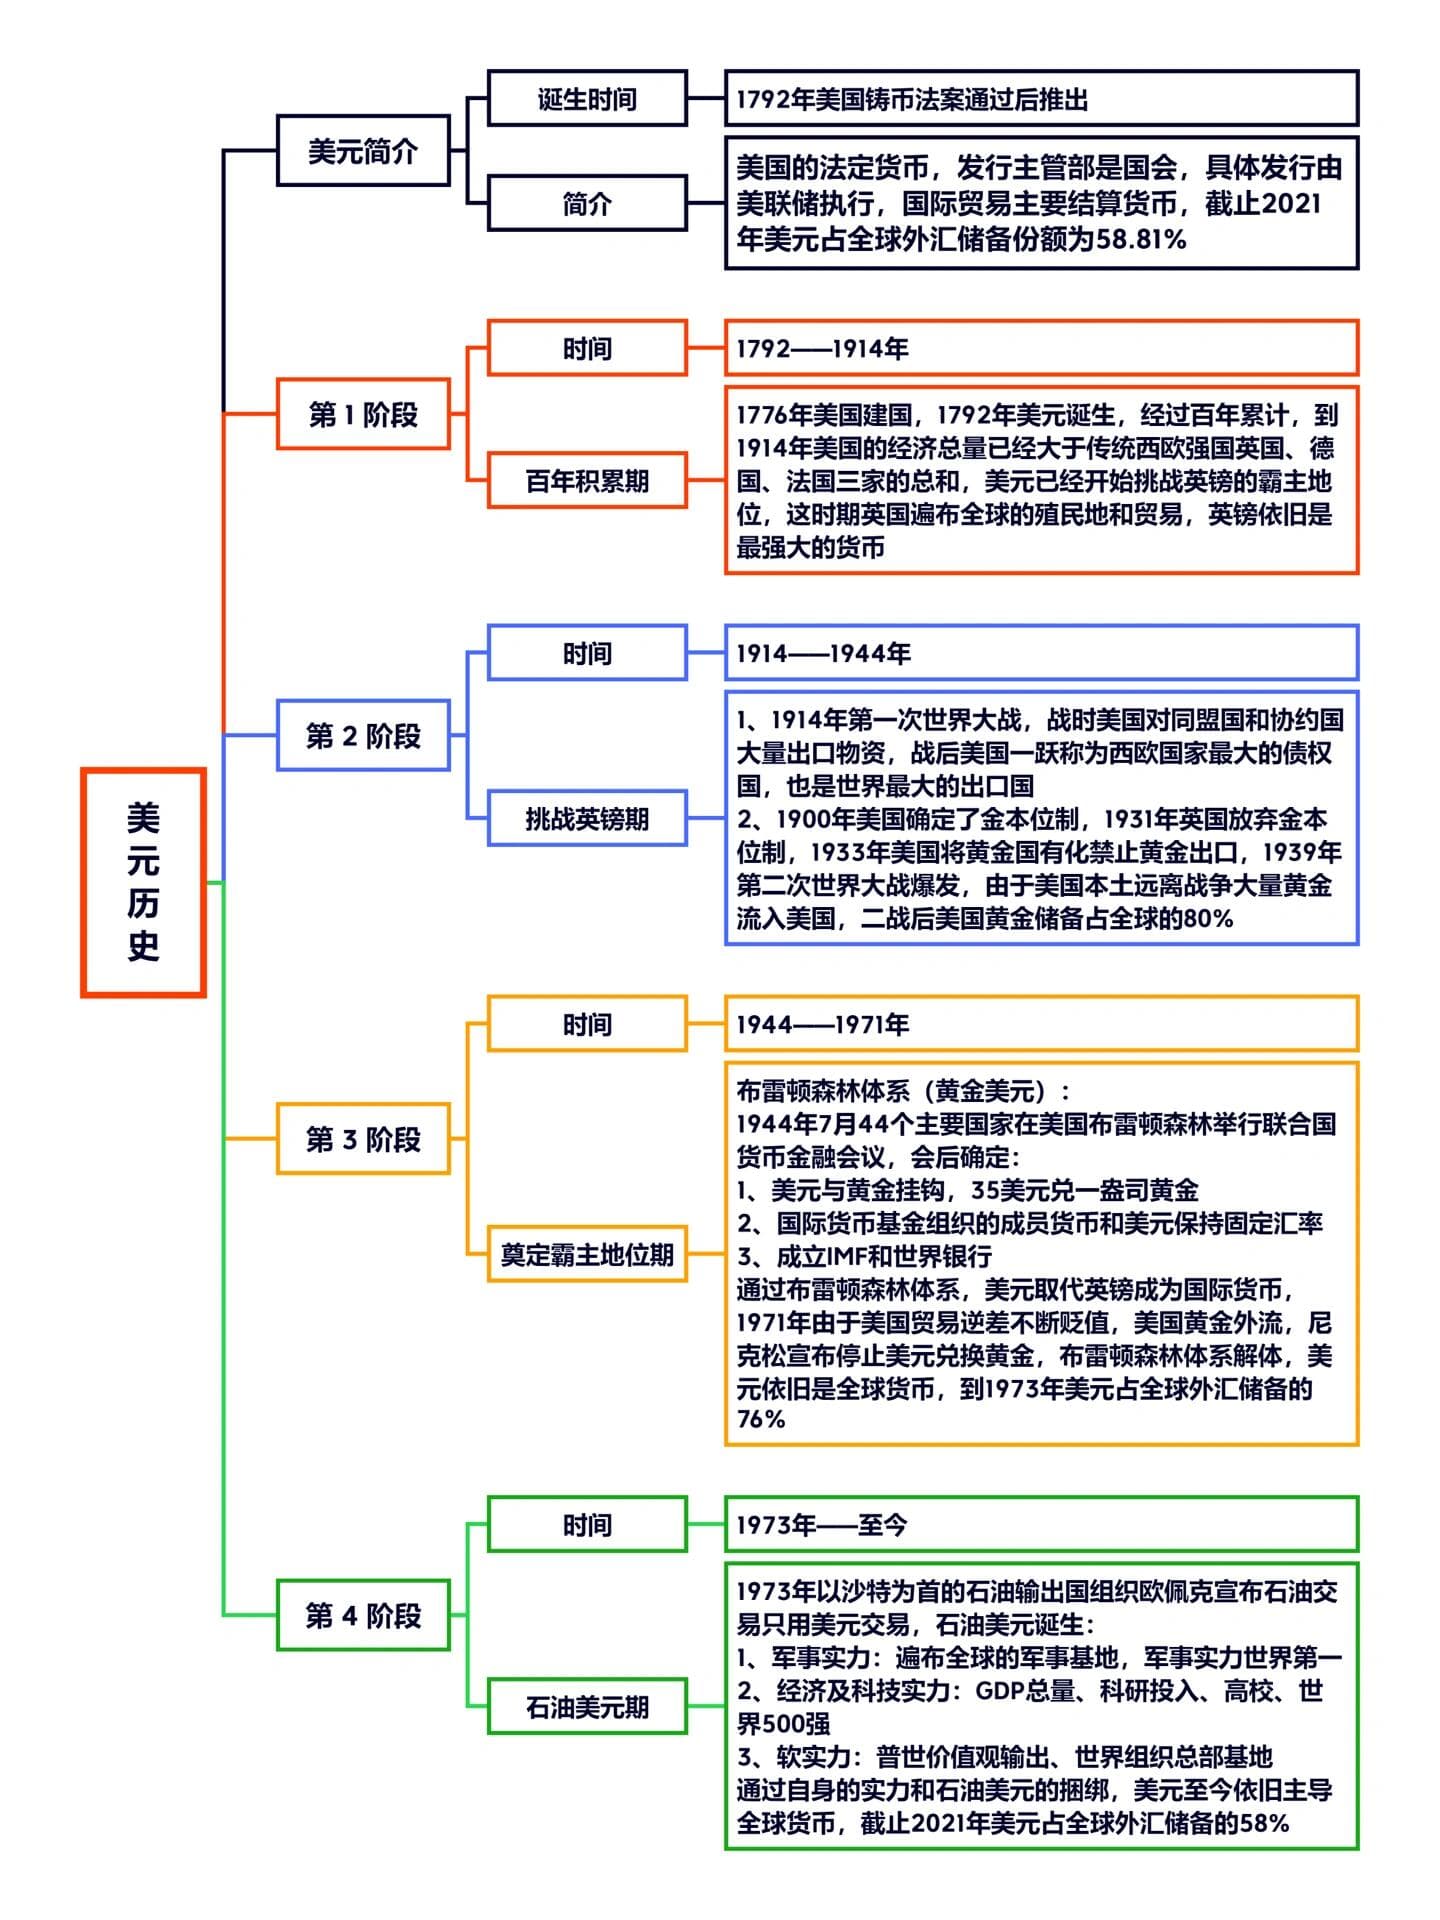 美元历史
美元简介
诞生时间
1792年美国铸币法案通过后推出
简介
美国的法定货币，发行主管部是国会，具体发行由
美联储执行，国际贸易主要结算货币，截止2021
年美元占全球外汇储备份额为58.81%
第 1 阶段
时间
1792——1914年
百年积累期
1776年美国建国，1792年美元诞生，经过百年累计，到
1914年美国的经济总量已经大于传统西欧强国英国、德
国、法国三家的总和，美元已经开始挑战英镑的霸主地
位，这时期英国遍布全球的殖民地和贸易，英镑依旧是
最强大的货币
第 2 阶段
时间
1914——1944年
挑战英镑期
1、1914年第一次世界大战，战时美国对同盟国和协约国
大量出口物资，战后美国一跃称为西欧国家最大的债权
国，也是世界最大的出口国
2、1900年美国确定了金本位制，1931年英国放弃金本
位制，1933年美国将黄金国有化禁止黄金出口，1939年
第二次世界大战爆发，由于美国本土远离战争大量黄金
流入美国，二战后美国黄金储备占全球的80%
第 3 阶段
时间
1944——1971年
奠定霸主地位期
布雷顿森林体系（黄金美元）：
1944年7月44个主要国家在美国布雷顿森林举行联合国
货币金融会议，会后确定：
1、美元与黄金挂钩，35美元兑一盎司黄金
2、国际货币基金组织的成员货币和美元保持固定汇率
3、成立IMF和世界银行
通过布雷顿森林体系，美元取代英镑成为国际货币，
1971年由于美国贸易逆差不断贬值，美国黄金外流，尼
克松宣布停止美元兑换黄金，布雷顿森林体系解体，美
元依旧是全球货币，到1973年美元占全球外汇储备的
76%
第 4 阶段
时间
1973年——至今
石油美元期
1973年以沙特为首的石油输出国组织欧佩克宣布石油交
易只用美元交易，石油美元诞生：
1、军事实力：遍布全球的军事基地，军事实力世界第一
2、经济及科技实力：GDP总量、科研投入、高校、世
界500强
3、软实力：普世价值观输出、世界组织总部基地
通过自身的实力和石油美元的捆绑，美元至今依旧主导
全球货币，截止2021年美元占全球外汇储备的58%